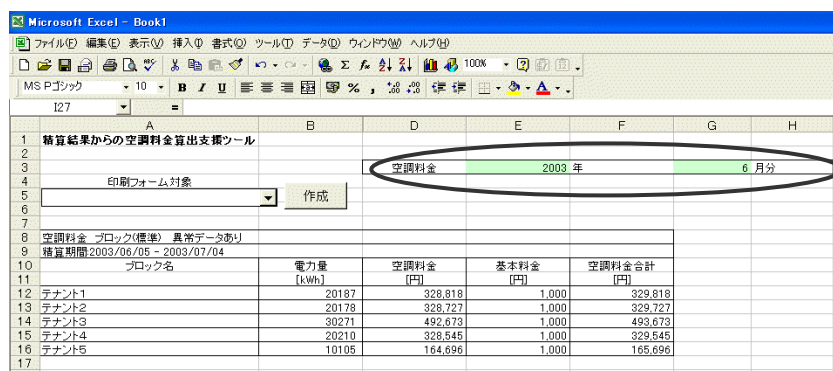 Microsoft Excel - Book1
ファイル(F) 編集(E) 表示(V) 挿入(I) 書式(O) ツール(T) データ(D) ウィンドウ(W) ヘルプ(H)
100%
MS Pゴシック 10 B I U
I27 =
A B D E F G H
1 積算結果からの空調料金算出支援ツール
2
3 空調料金 2003 年 6 月分
4 印刷フォーム対象
5 作成
6
7
8 空調料金 ブロック(標準) 異常データあり
9 積算期間:2003/06/05 - 2003/07/04
10 ブロック名 電力量 空調料金 基本料金 空調料金合計
11 [kWh] [円] [円] [円]
12 テナント1 20187 328,818 1,000 329,818
13 テナント2 20178 328,727 1,000 329,727
14 テナント3 30271 492,673 1,000 493,673
15 テナント4 20210 328,545 1,000 329,545
16 テナント5 10105 164,696 1,000 165,696
17